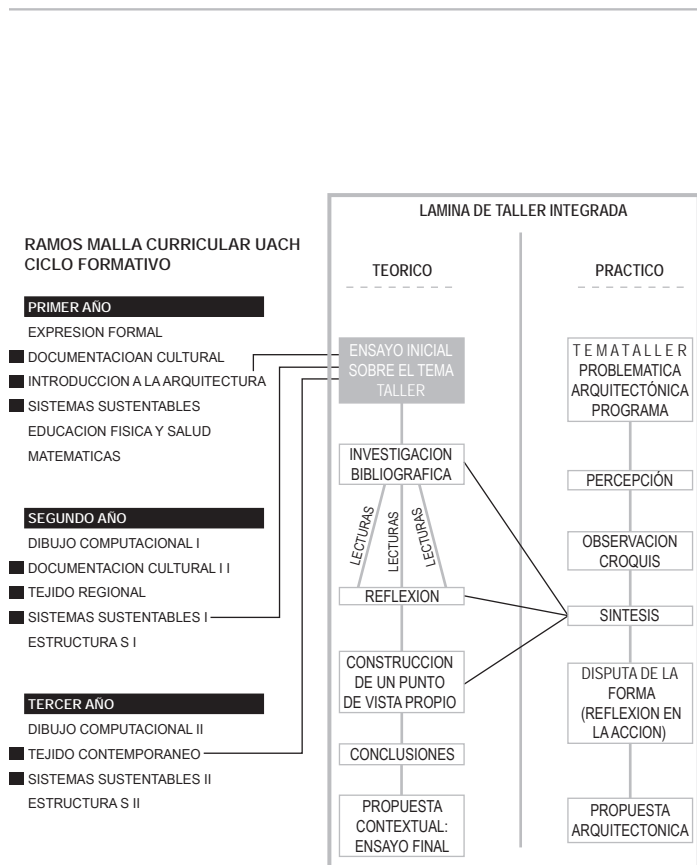 LAMINA DE TALLER INTEGRADA
RAMOS MALLA CURRICULAR UACH
CICLO FORMATIVO
PRIMER AÑO
EXPRESION FORMAL
DOCUMENTACIOAN CULTURAL
INTRODUCCION A LA ARQUITECTURA
SISTEMAS SUSTENTABLES
EDUCACION FISICA Y SALUD
MATEMATICAS
SEGUNDO AÑO
DIBUJO COMPUTACIONAL I
DOCUMENTACION CULTURAL I I
TEJIDO REGIONAL
SISTEMAS SUSTENTABLES I
ESTRUCTURA S I
TERCER AÑO
DIBUJO COMPUTACIONAL II
TEJIDO CONTEMPORANEO
SISTEMAS SUSTENTABLES II
ESTRUCTURA S II
TEORICO
ENSAYO INICIAL
SOBRE EL TEMA
TALLER
INVESTIGACION
BIBLIOGRAFICA
LECTURAS
LECTURAS
LECTURAS
REFLEXION
CONSTRUCCION
DE UN PUNTO
DE VISTA PROPIO
CONCLUSIONES
PROPUESTA
CONTEXTUAL:
ENSAYO FINAL
PRACTICO
TEMATALLER
PROBLEMATICA
ARQUITECTÓNICA
PROGRAMA
PERCEPCIÓN
OBSERVACION
CROQUIS
SINTESIS
DISPUTA DE LA
FORMA
(REFLEXION EN
LA ACCION)
PROPUESTA
ARQUITECTONICA